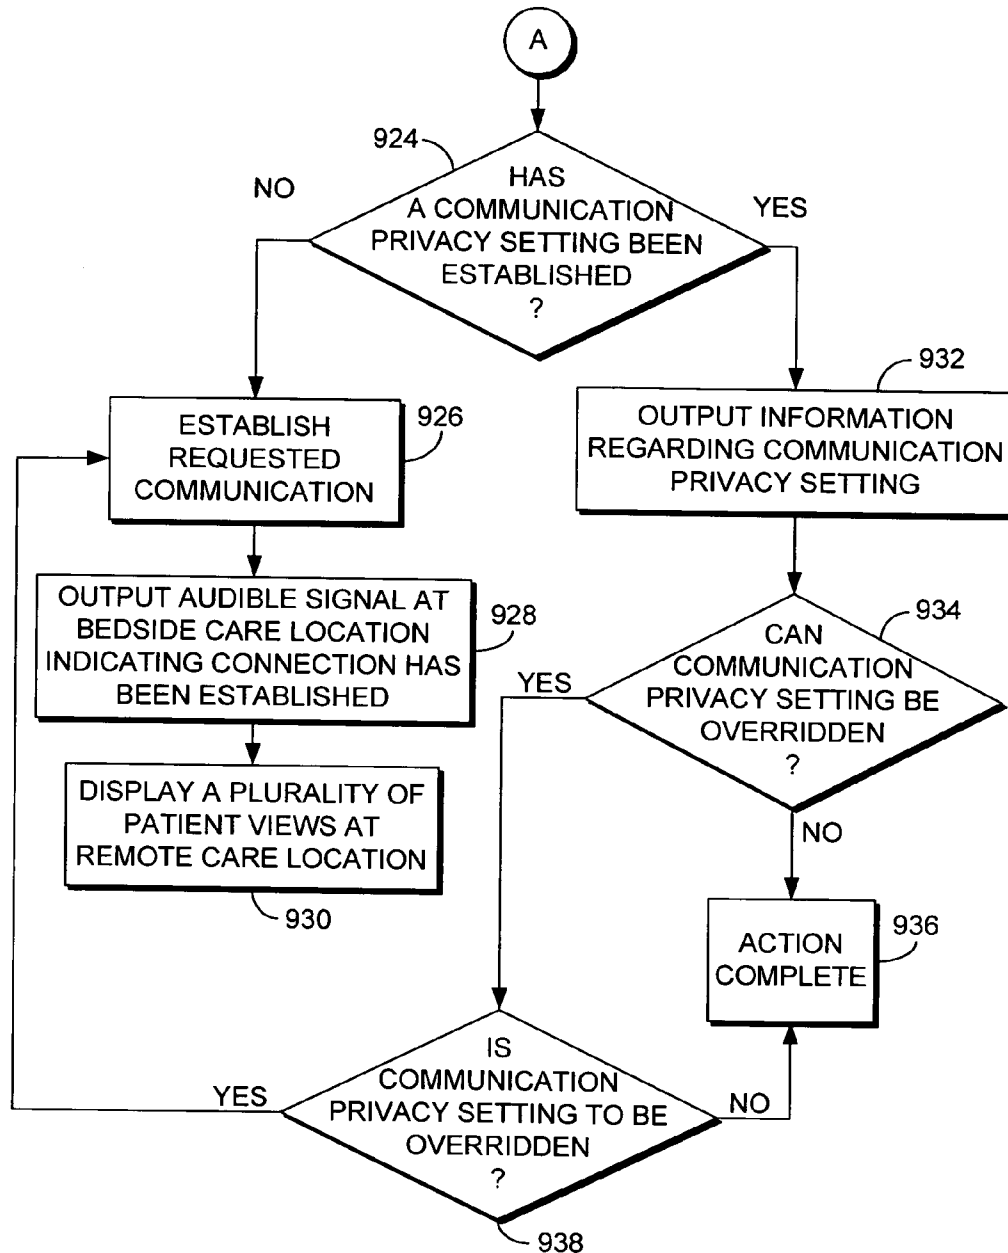 A
924
NO
HAS
A COMMUNICATION
PRIVACY SETTING BEEN
ESTABLISHED
?
YES
932
ESTABLISH
REQUESTED
COMMUNICATION
926
OUTPUT INFORMATION
REGARDING COMMUNICATION
PRIVACY SETTING
OUTPUT AUDIBLE SIGNAL AT
BEDSIDE CARE LOCATION
INDICATING CONNECTION HAS
BEEN ESTABLISHED
928
934
CAN
COMMUNICATION
PRIVACY SETTING BE
OVERRIDDEN
?
YES
NO
DISPLAY A PLURALITY OF
PATIENT VIEWS AT
REMOTE CARE LOCATION
930
ACTION
COMPLETE
936
IS
COMMUNICATION
PRIVACY SETTING TO BE
OVERRIDDEN
?
YES
NO
938